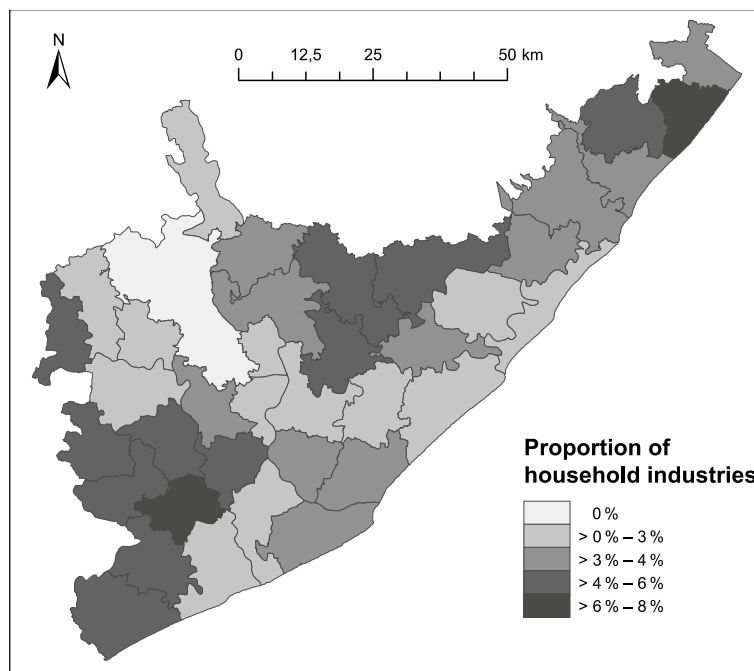 N
0 12,5 25 50 km
Proportion of
household industries
0 %
> 0 % – 3 %
> 3 % – 4 %
> 4 % – 6 %
> 6 % – 8 %